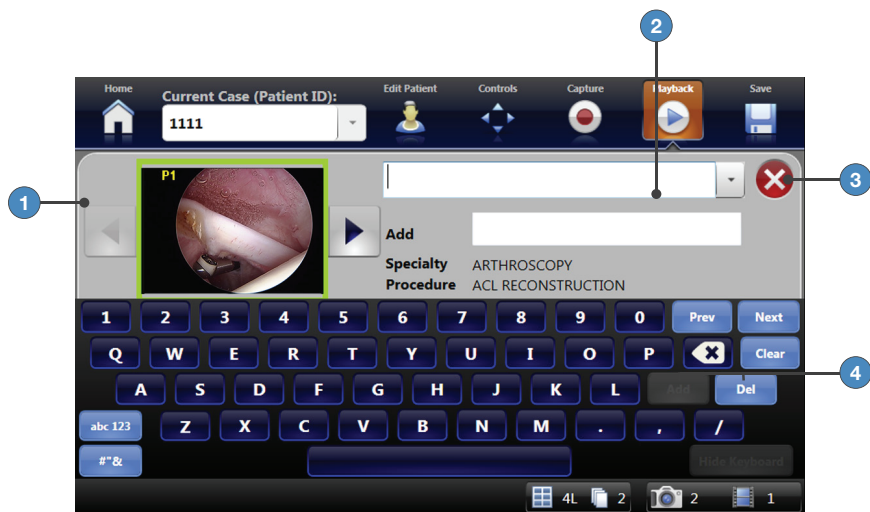 2
Home
Current Case (Patient ID):
Edit Patient
Controls
Capture
Playback
Save
1111
1
P1
3
Add
Specialty ARTHROSCOPY
Procedure ACL RECONSTRUCTION
1 2 3 4 5 6 7 8 9 0 Prev Next
Q W E R T Y U I O P Clear
A S D F G H J K L Add Del
4
abc 123 Z X C V B N M . , /
#"& Hide Keyboard
4L 2 2 1